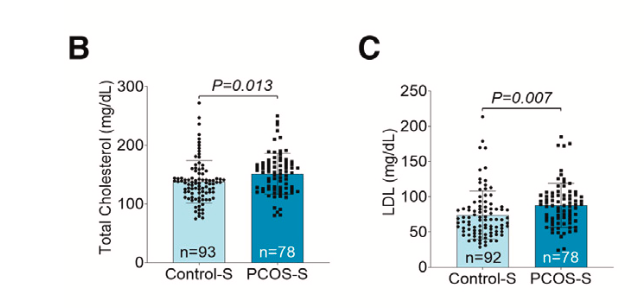 B
Total Cholesterol (mg/dL)
300
200
100
0
P=0.013
n=93
n=78
Control-S
PCOS-S
C
LDL (mg/dL)
250
200
150
100
50
0
P=0.007
n=92
n=78
Control-S
PCOS-S